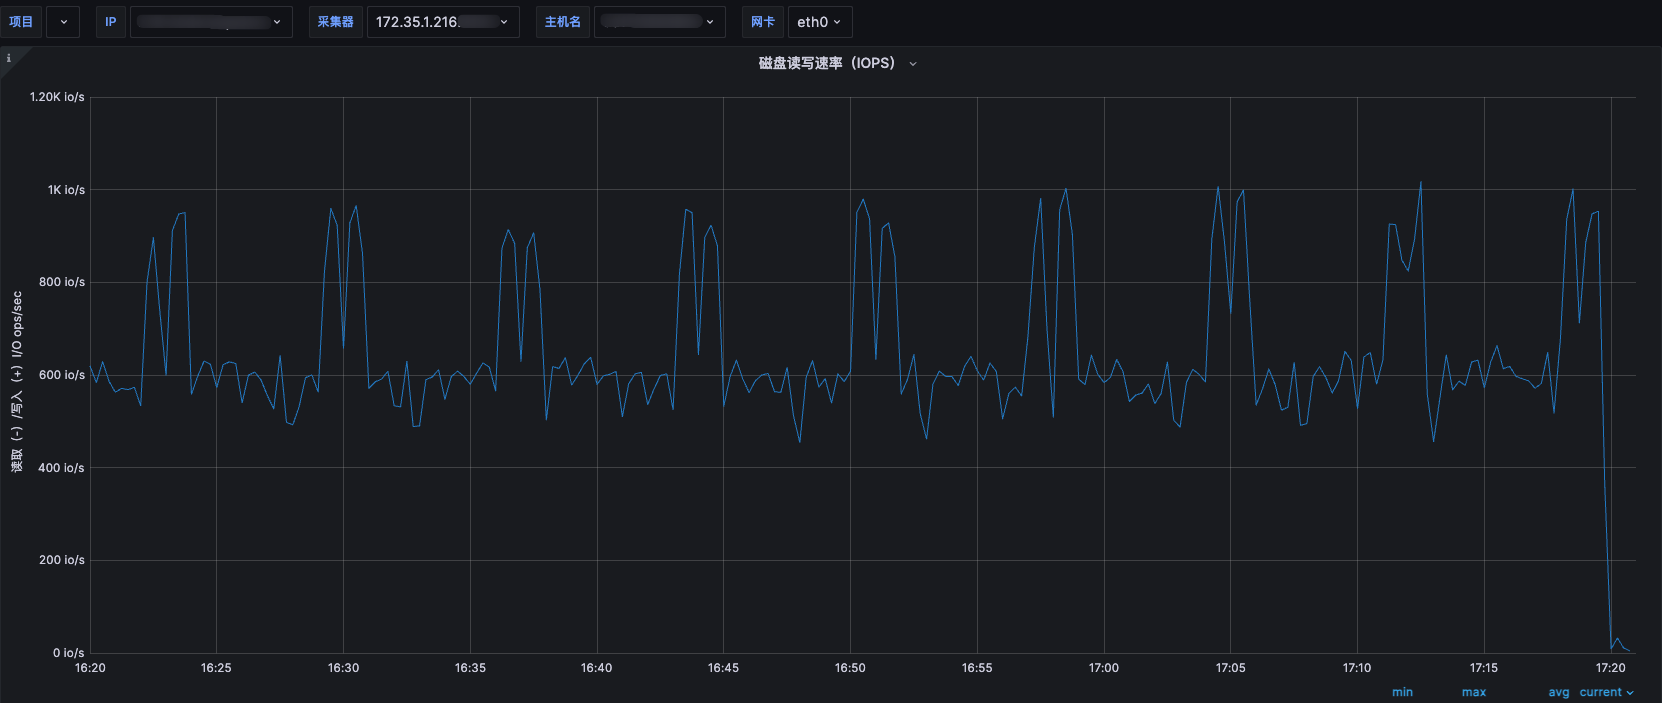 项目 IP 采集器 172.35.1.216. 主机名 网卡 eth0
i
磁盘读写速率（IOPS）
读取（-）/写入（+）I/O ops/sec
1.20K io/s
1K io/s
800 io/s
600 io/s
400 io/s
200 io/s
0 io/s
16:20 16:25 16:30 16:35 16:40 16:45 16:50 16:55 17:00 17:05 17:10 17:15 17:20
min max avg current